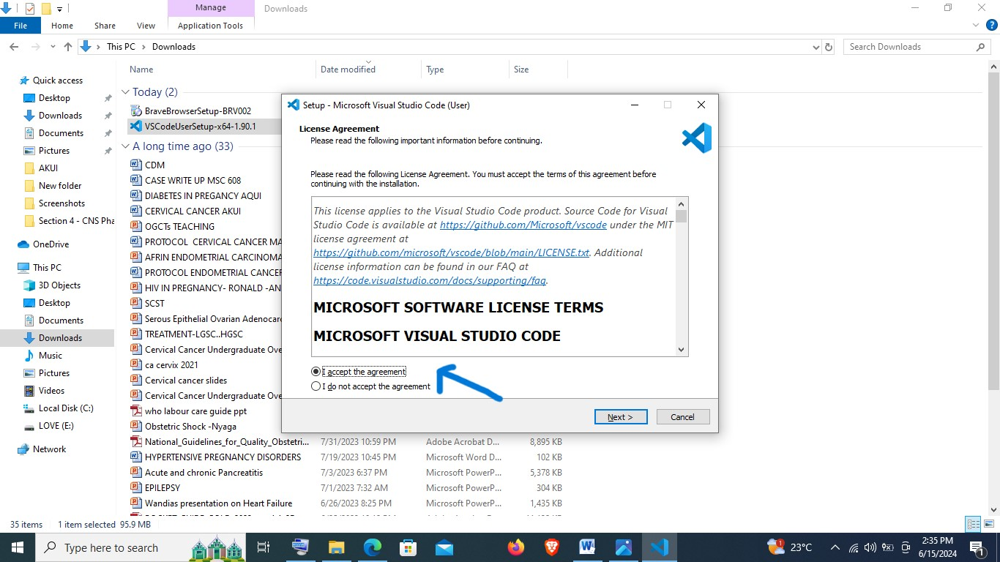 Manage
Downloads
File
Home
Share
View
Application Tools
This PC
Downloads
Search Downloads
Name
Date modified
Type
Size
Quick access
Desktop
Downloads
Documents
Pictures
AKUI
New folder
Screenshots
Section 4 - CNS Pha
OneDrive
This PC
3D Objects
Desktop
Documents
Downloads
Music
Pictures
Videos
Local Disk (C:)
LOVE (E:)
Network
Today (2)
BraveBrowserSetup-BRV002
VSCodeUserSetup-x64-1.90.1
A long time ago (33)
CDM
CASE WRITE UP MSC 608
DIABETES IN PREGANCY AQUI
CERVICAL CANCER AKUI
OGCTs TEACHING
PROTOCOL CERVICAL CANCER MA
AFRIN ENDOMETRIAL CARCINOMA
PROTOCOL ENDOMETRIAL CANCER
HIV IN PREGNANCY- RONALD -AN
SCST
Serous Epithelial Ovarian Adenocarc
TREATMENT-LGSC..HGSC
Cervical Cancer Undergraduate Ove
ca cervix 2021
Cervical cancer slides
Cervical Cancer Undergraduate Ove
who labour care guide ppt
Obstetric Shock -Nyaga
National_Guidelines_for_Quality_Obstetri... 7/31/2023 10:59 PM Adobe Acrobat D... 8,895 KB
HYPERTENSIVE PREGNANCY DISORDERS 7/19/2023 10:45 PM Microsoft Word D... 102 KB
Acute and chronic Pancreatitis 7/3/2023 6:37 PM Microsoft PowerP... 5,378 KB
EPILEPSY 7/1/2023 7:32 AM Microsoft PowerP... 304 KB
Wandias presentation on Heart Failure 6/26/2023 8:25 PM Microsoft PowerP... 1,435 KB
Setup - Microsoft Visual Studio Code (User)
License Agreement
Please read the following important information before continuing.
Please read the following License Agreement. You must accept the terms of this agreement before
continuing with the installation.
This license applies to the Visual Studio Code product. Source Code for Visual
Studio Code is available at https://github.com/Microsoft/vscode under the MIT
license agreement at
https://github.com/microsoft/vscode/blob/main/LICENSE.txt. Additional
license information can be found in our FAQ at
https://code.visualstudio.com/docs/supporting/faq.
MICROSOFT SOFTWARE LICENSE TERMS
MICROSOFT VISUAL STUDIO CODE
I accept the agreement
I do not accept the agreement
Next >
Cancel
35 items
1 item selected 95.9 MB
Type here to search
1
23°C
2:35 PM
6/15/2024
1